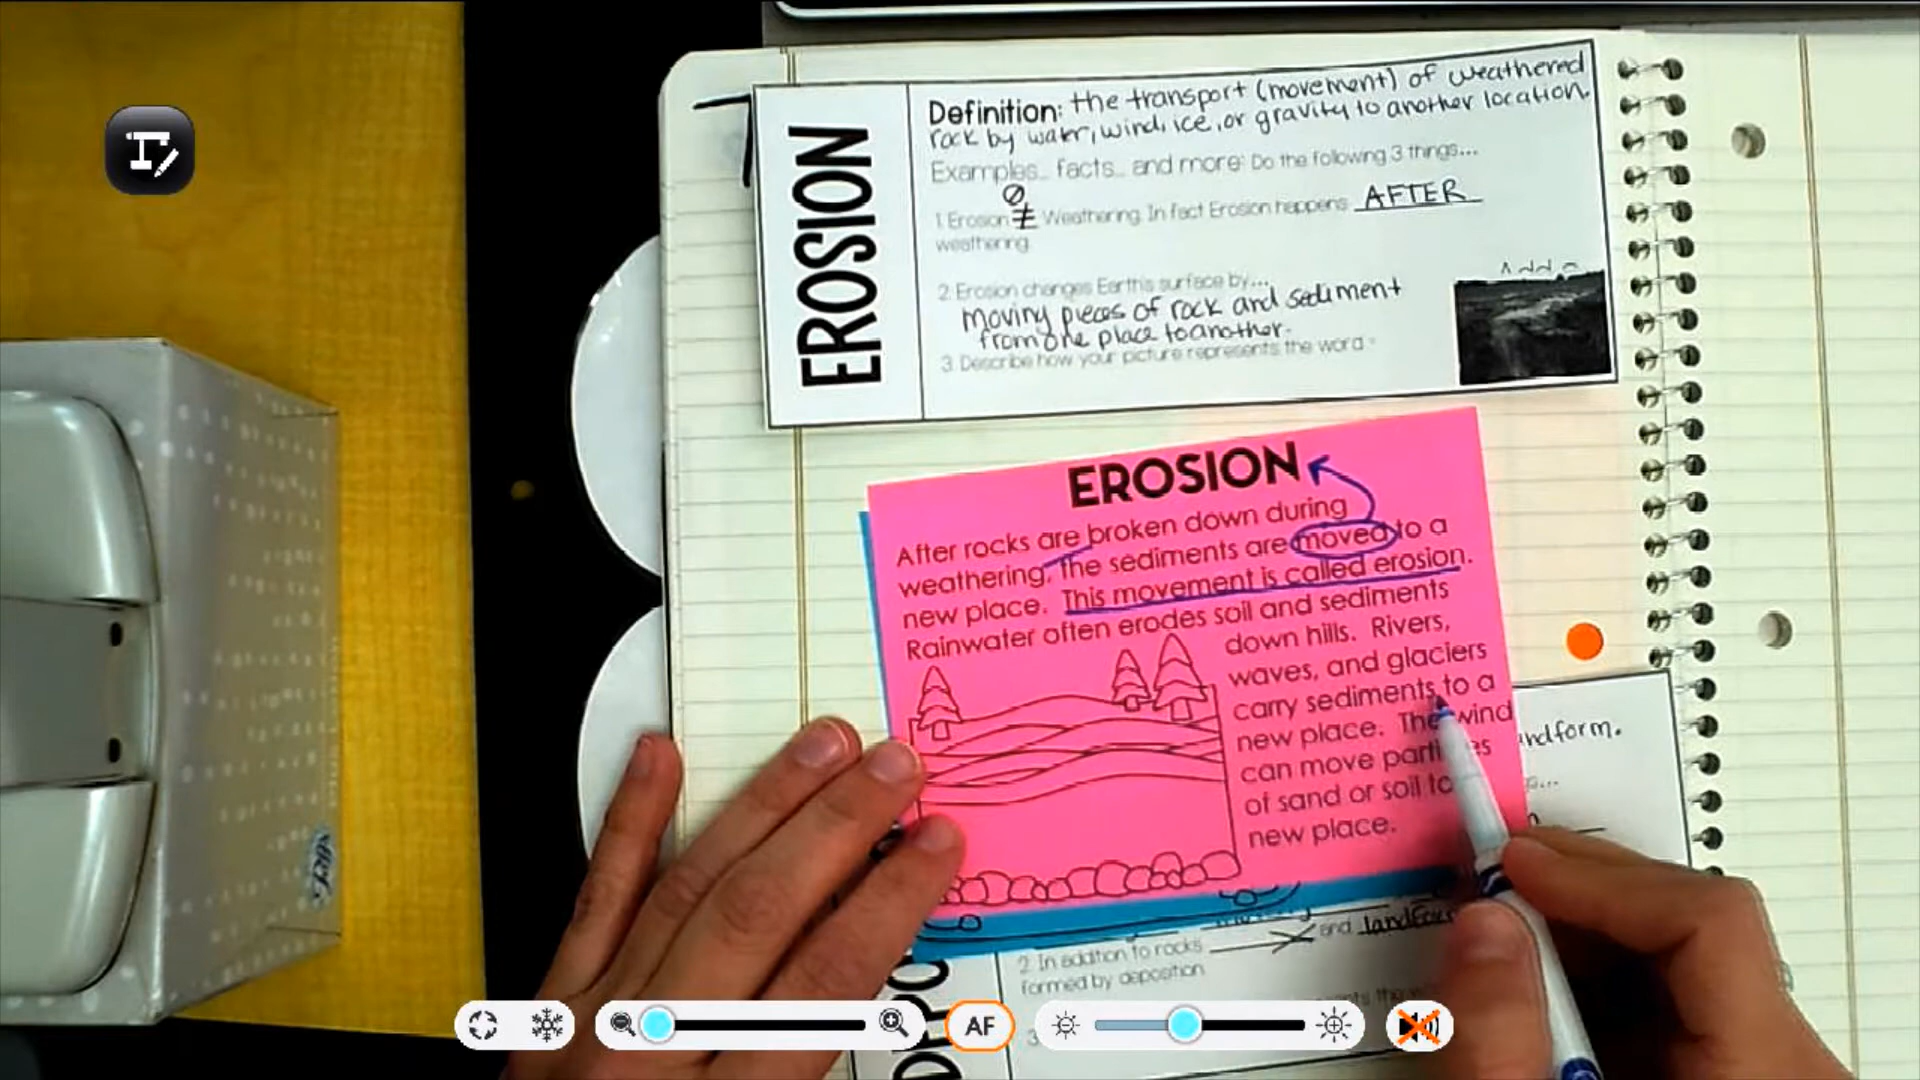 EROSION
Definition: the transport (movement) of weathered
rock by water, wind, ice, or gravity to another location.
Examples... facts... and more: Do the following 3 things...
1. Erosion ≠ Weathering. In fact Erosion happens AFTER
weathering.
2. Erosion changes Earth's surface by...
moving pieces of rock and sediment
from one place to another.
3. Describe how your picture represents the word
EROSION
After rocks are broken down during
weathering. The sediments are moved to a
new place. This movement is called erosion.
Rainwater often erodes soil and sediments
down hills. Rivers,
waves, and glaciers
carry sediments to a
new place. The wind
can move
of sand or soil to
new place.
landform.
2. In addition to rocks and
formed by deposition
3
AF